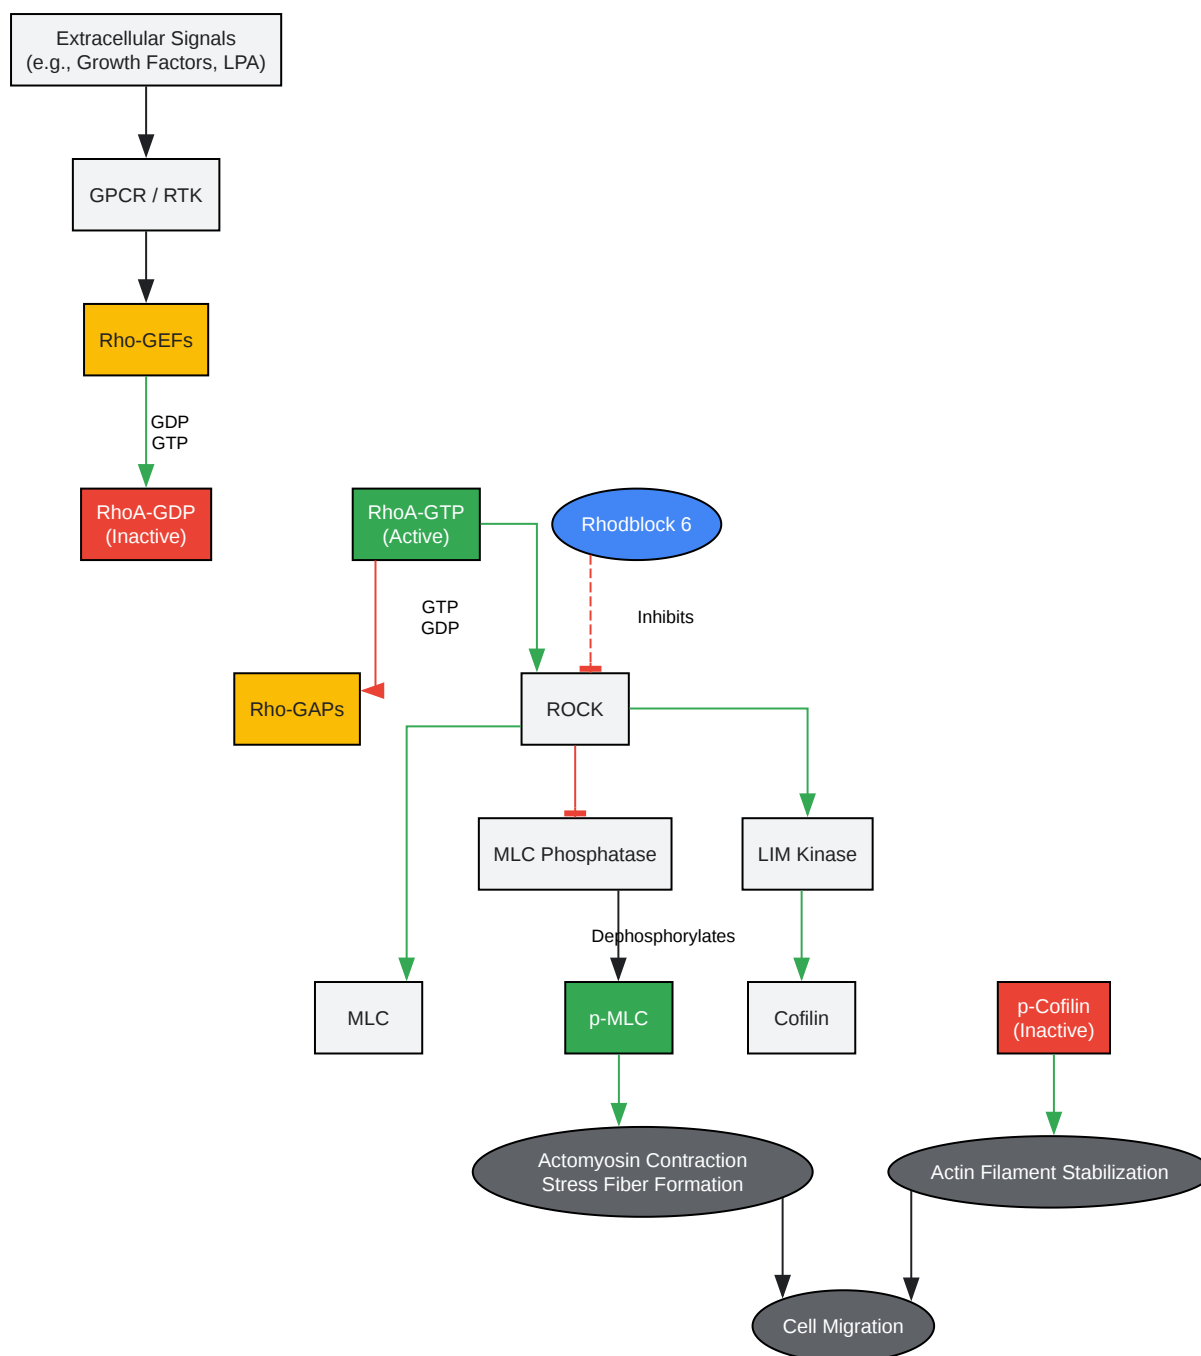 Extracellular Signals
(e.g., Growth Factors, LPA)
GPCR / RTK
Rho-GEFs
GDP
GTP
RhoA-GDP
(Inactive)
RhoA-GTP
(Active)
Rhodblock 6
GTP
GDP
Inhibits
Rho-GAPs
ROCK
MLC Phosphatase
LIM Kinase
Dephosphorylates
MLC
p-MLC
Cofilin
p-Cofilin
(Inactive)
Actomyosin Contraction
Stress Fiber Formation
Actin Filament Stabilization
Cell Migration